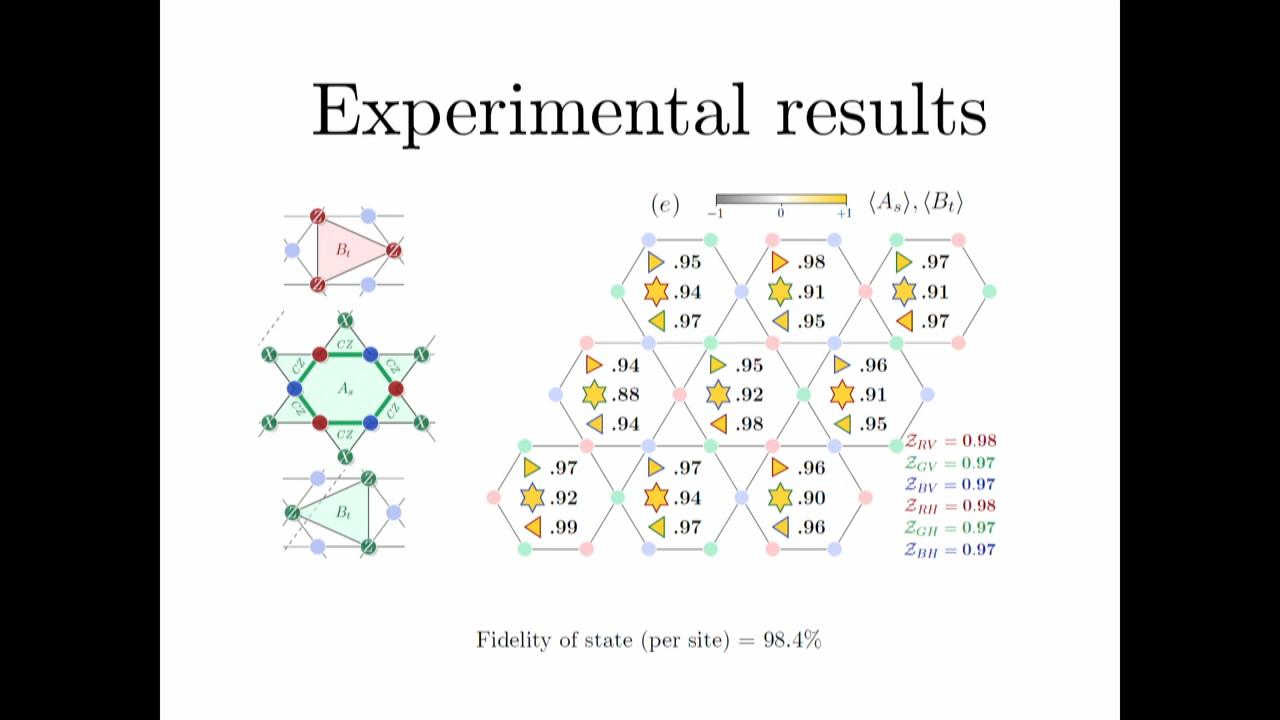 Experimental results
(e)
−1 0 +1
⟨A_s⟩, ⟨B_t⟩
Z
B_t
Z
Z
X
X CZ X
CZ CZ
A_s
CZ CZ
X CZ X
X
Z
Z B_t
Z
.95 .98 .97
.94 .91 .91
.97 .95 .97
.94 .95 .96
.88 .92 .91
.94 .98 .95
.97 .97 .96
.92 .94 .90
.99 .97 .96
Z_RV = 0.98
Z_GV = 0.97
Z_BV = 0.97
Z_RH = 0.98
Z_GH = 0.97
Z_BH = 0.97
Fidelity of state (per site) = 98.4%